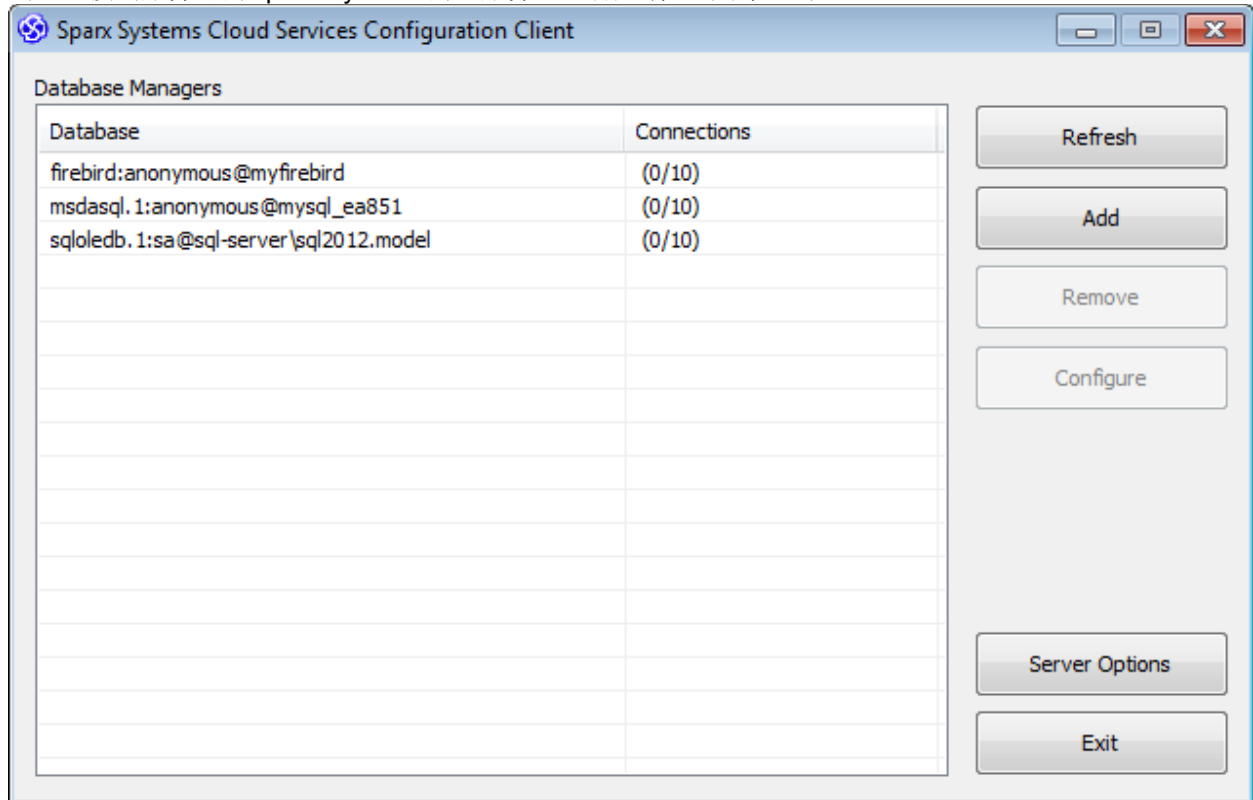 Sparx Systems Cloud Services Configuration Client
Database Managers
Database Connections
firebird:anonymous@myfirebird (0/10)
msdasql.1:anonymous@mysql_ea851 (0/10)
sqloledb.1:sa@sql-server\sql2012.model (0/10)
Refresh
Add
Remove
Configure
Server Options
Exit